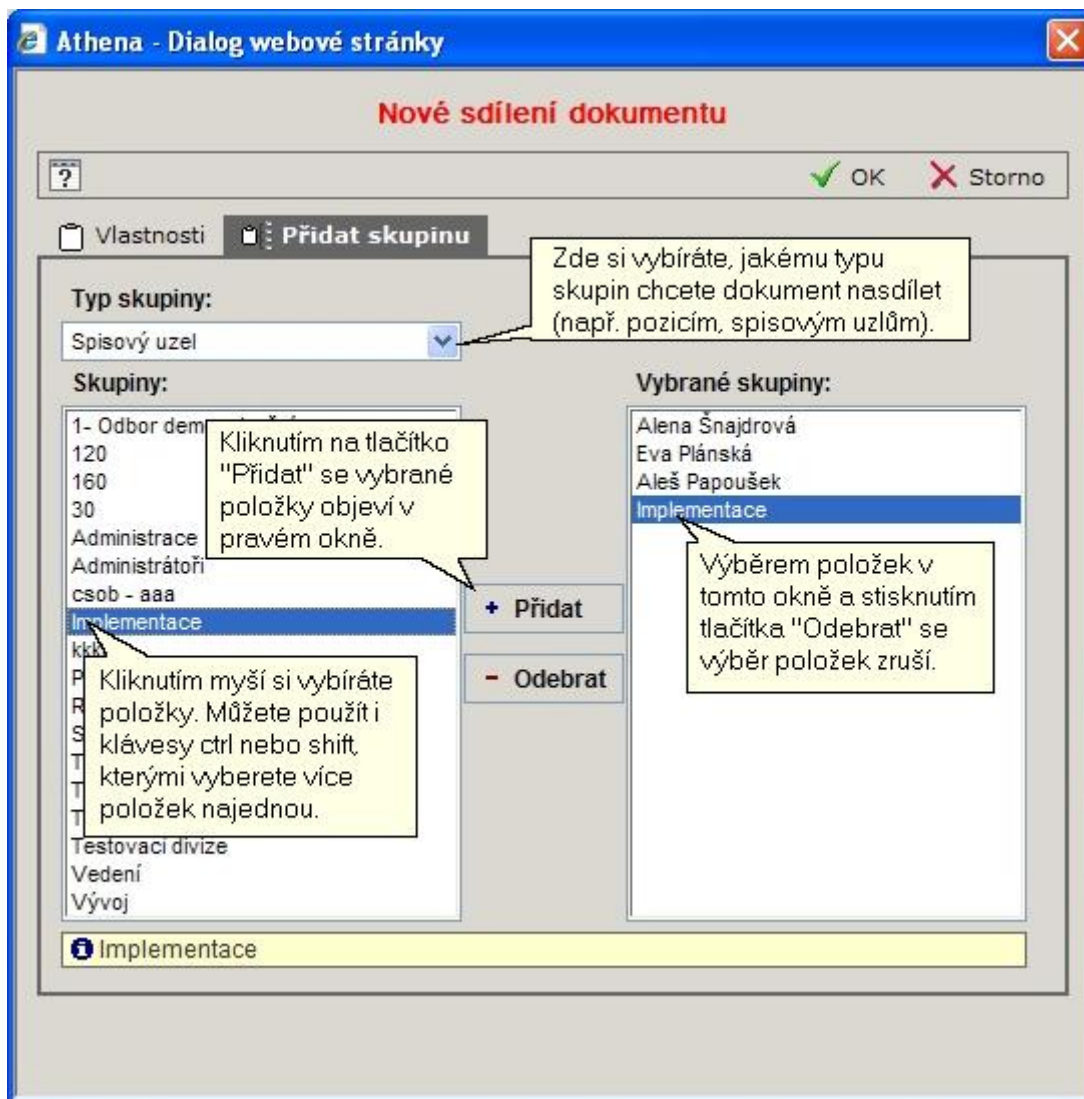 Athena - Dialog webové stránky
Nové sdílení dokumentu
OK
Storno
Vlastnosti
Přidat skupinu
Zde si vybíráte, jakému typu
skupin chcete dokument nasdílet
(např. pozicím, spisovým uzlům).
Typ skupiny:
Spisový uzel
Skupiny:
1- Odbor
120
160
30
Administrace
Administrátoři
csob - aaa
Implementace
Testovací divize
Vedení
Vývoj
Kliknutím na tlačítko
"Přidat" se vybrané
položky objeví v
pravém okně.
Kliknutím myší si vybíráte
položky. Můžete použít i
klávesy ctrl nebo shift,
kterými vyberete více
položek najednou.
+ Přidat
- Odebrat
Vybrané skupiny:
Alena Šnajdrová
Eva Plánská
Aleš Papoušek
Implementace
Výběrem položek v
tomto okně a stisknutím
tlačítka "Odebrat" se
výběr položek zruší.
Implementace